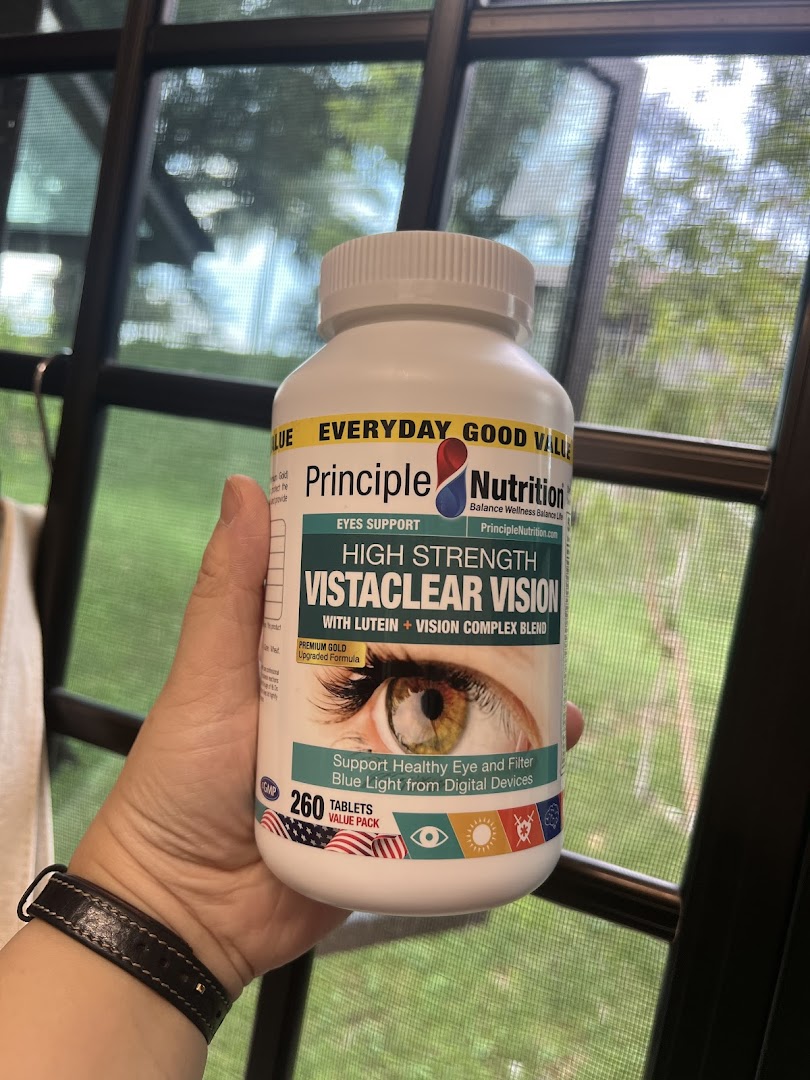 LUE EVERYDAY GOOD VALUE
Principle Nutrition
Balance Wellness Balance Life
EYES SUPPORT
PrincipleNutrition.com
HIGH STRENGTH
VISTACLEAR VISION
WITH LUTEIN + VISION COMPLEX BLEND
PREMIUM GOLD
Upgraded Formula
Support Healthy Eye and Filter
Blue Light from Digital Devices
GMP
260 TABLETS
VALUE PACK